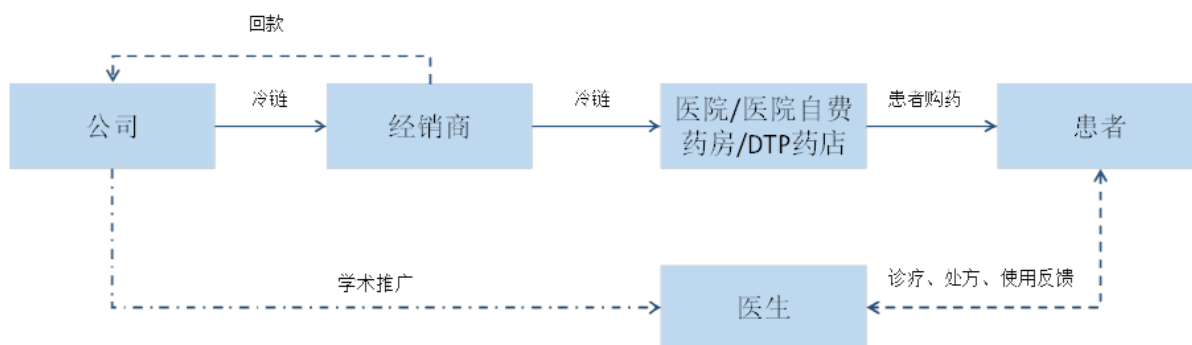 回款
冷链
冷链
患者购药
公司
经销商
医院/医院自费
药房/DTP药店
患者
学术推广
诊疗、处方、使用反馈
医生